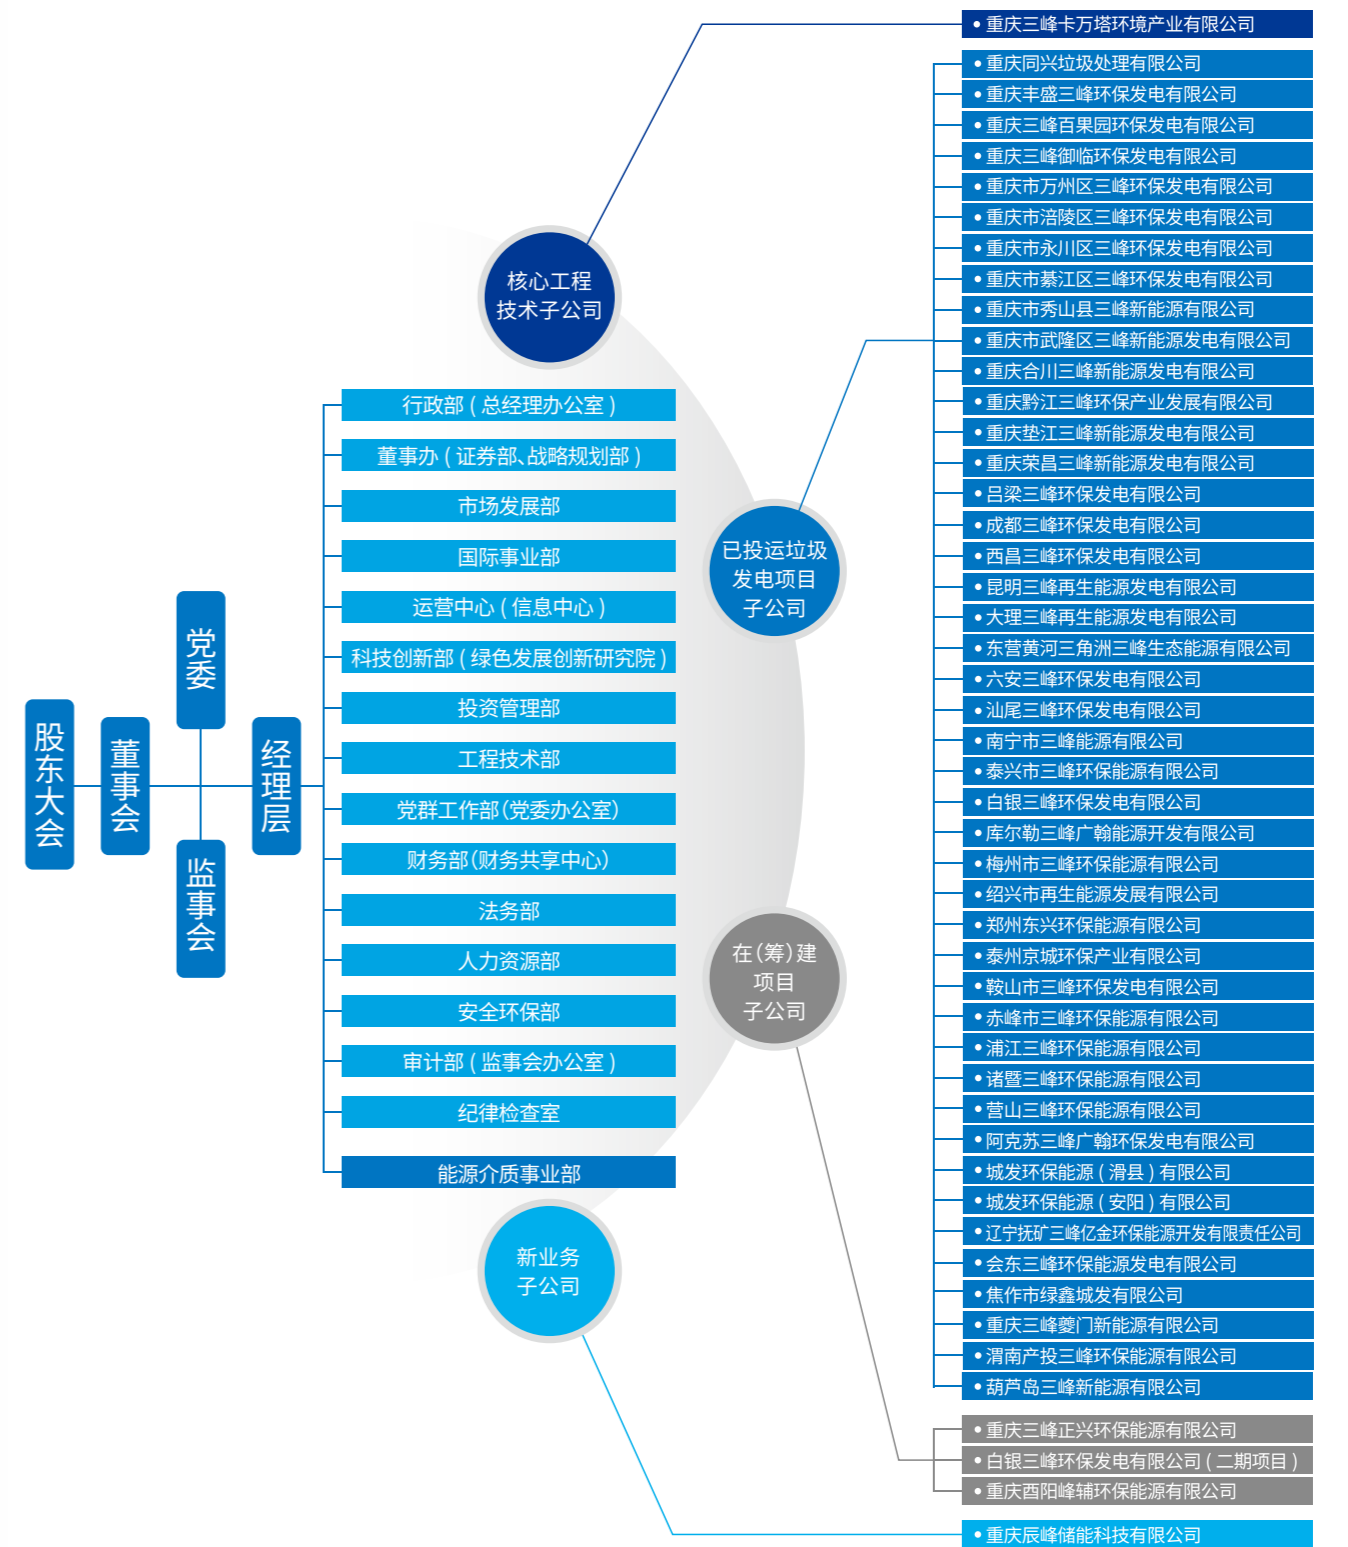 股东大会
董事会
党委
监事会
经理层
核心工程
技术子公司
行政部 ( 总经理办公室 )
董事办 ( 证券部、战略规划部 )
市场发展部
国际事业部
运营中心 ( 信息中心 )
科技创新部 ( 绿色发展创新研究院 )
投资管理部
工程技术部
党群工作部(党委办公室)
财务部(财务共享中心)
法务部
人力资源部
安全环保部
审计部 ( 监事会办公室 )
纪律检查室
能源介质事业部
已投运垃圾
发电项目
子公司
在(筹)建
项目
子公司
新业务
子公司
• 重庆三峰卡万塔环境产业有限公司
• 重庆同兴垃圾处理有限公司
• 重庆丰盛三峰环保发电有限公司
• 重庆三峰百果园环保发电有限公司
• 重庆三峰御临环保发电有限公司
• 重庆市万州区三峰环保发电有限公司
• 重庆市涪陵区三峰环保发电有限公司
• 重庆市永川区三峰环保发电有限公司
• 重庆市綦江区三峰环保发电有限公司
• 重庆市秀山县三峰新能源有限公司
• 重庆市武隆区三峰新能源发电有限公司
• 重庆合川三峰新能源发电有限公司
• 重庆黔江三峰环保产业发展有限公司
• 重庆垫江三峰新能源发电有限公司
• 重庆荣昌三峰新能源发电有限公司
• 吕梁三峰环保发电有限公司
• 成都三峰环保发电有限公司
• 西昌三峰环保发电有限公司
• 昆明三峰再生能源发电有限公司
• 大理三峰再生能源发电有限公司
• 东营黄河三角洲三峰生态能源有限公司
• 六安三峰环保发电有限公司
• 汕尾三峰环保发电有限公司
• 南宁市三峰能源有限公司
• 泰兴市三峰环保能源有限公司
• 白银三峰环保发电有限公司
• 库尔勒三峰广翰能源开发有限公司
• 梅州市三峰环保能源有限公司
• 绍兴市再生能源发展有限公司
• 郑州东兴环保能源有限公司
• 泰州京城环保产业有限公司
• 鞍山市三峰环保发电有限公司
• 赤峰市三峰环保能源有限公司
• 浦江三峰环保能源有限公司
• 诸暨三峰环保能源有限公司
• 营山三峰环保能源有限公司
• 阿克苏三峰广翰环保发电有限公司
• 城发环保能源 ( 滑县 ) 有限公司
• 城发环保能源 ( 安阳 ) 有限公司
• 辽宁抚矿三峰亿金环保能源开发有限责任公司
• 会东三峰环保能源发电有限公司
• 焦作市绿鑫城发有限公司
• 重庆三峰夔门新能源有限公司
• 渭南产投三峰环保能源有限公司
• 葫芦岛三峰新能源有限公司
• 重庆三峰正兴环保能源有限公司
• 白银三峰环保发电有限公司 ( 二期项目 )
• 重庆酉阳峰辅环保能源有限公司
• 重庆辰峰储能科技有限公司